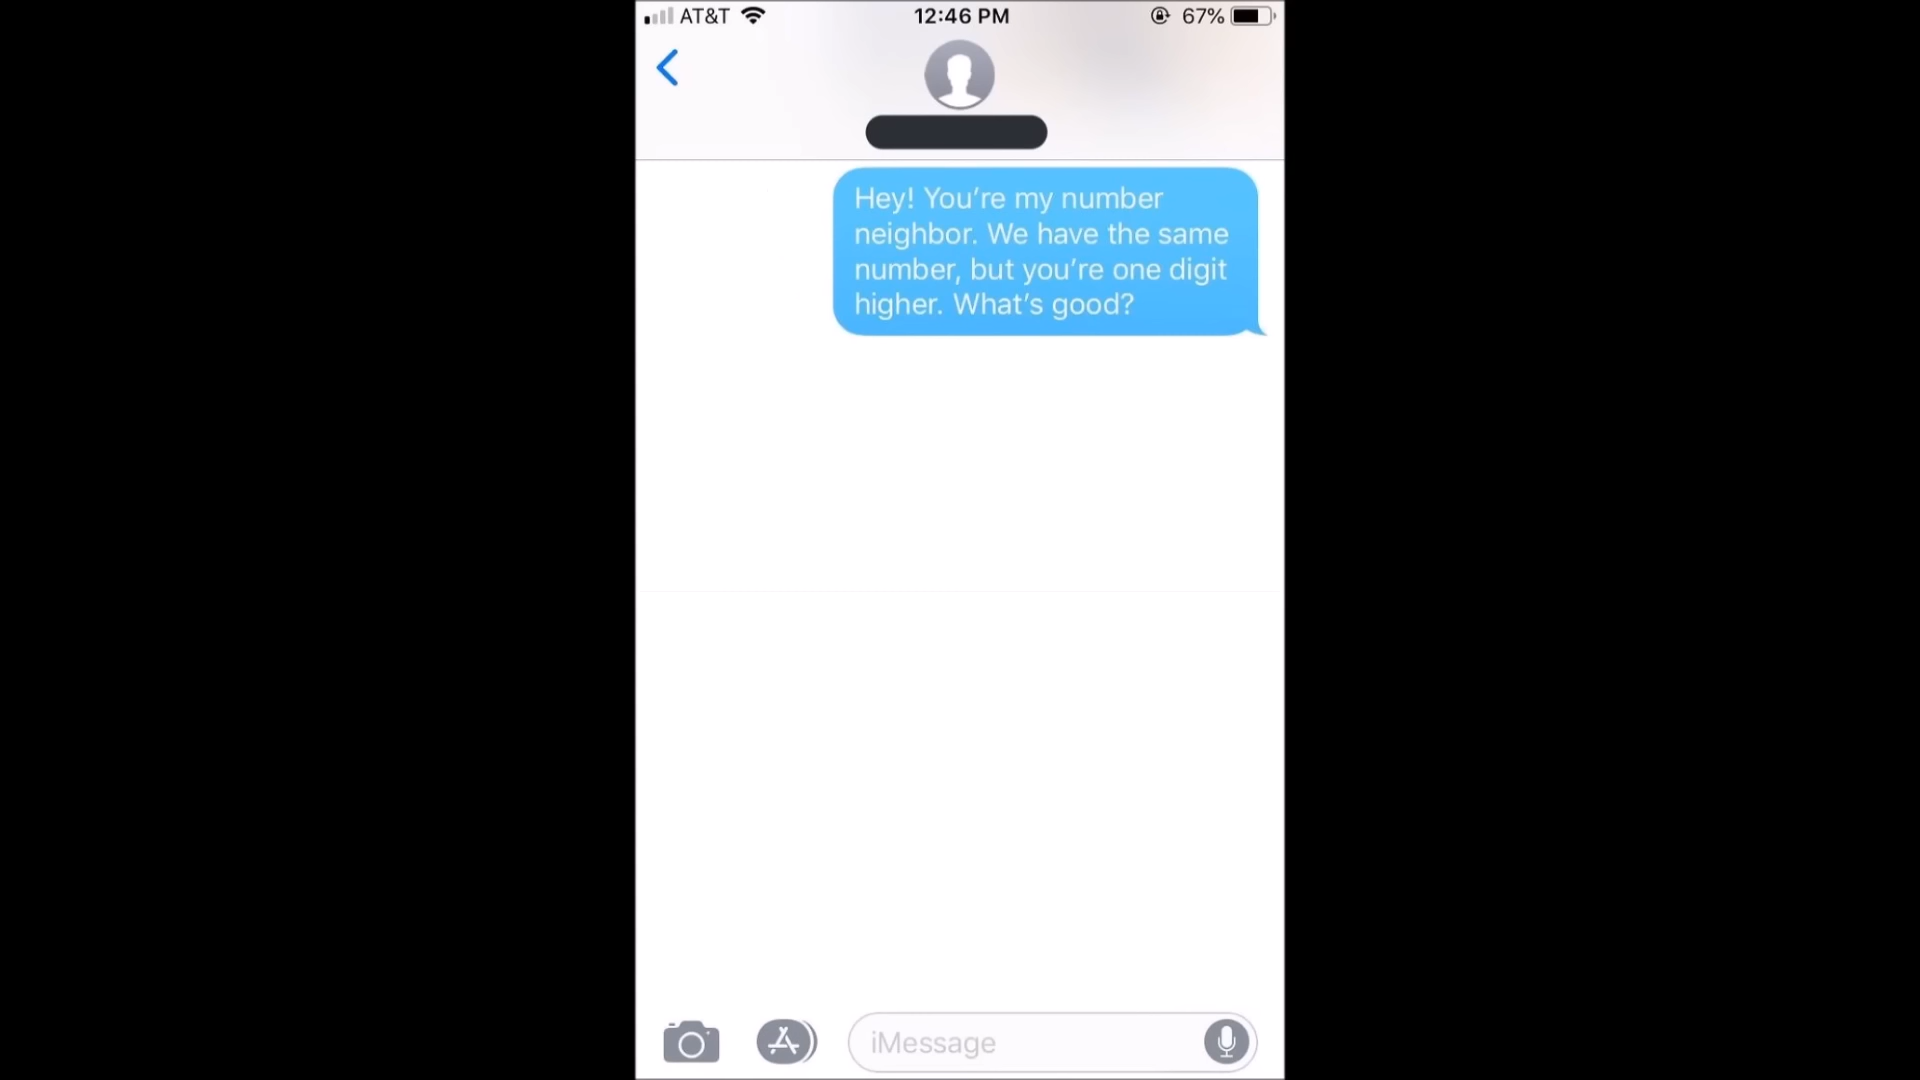 AT&T 12:46 PM 67%
Hey! You’re my number
neighbor. We have the same
number, but you’re one digit
higher. What’s good?
iMessage